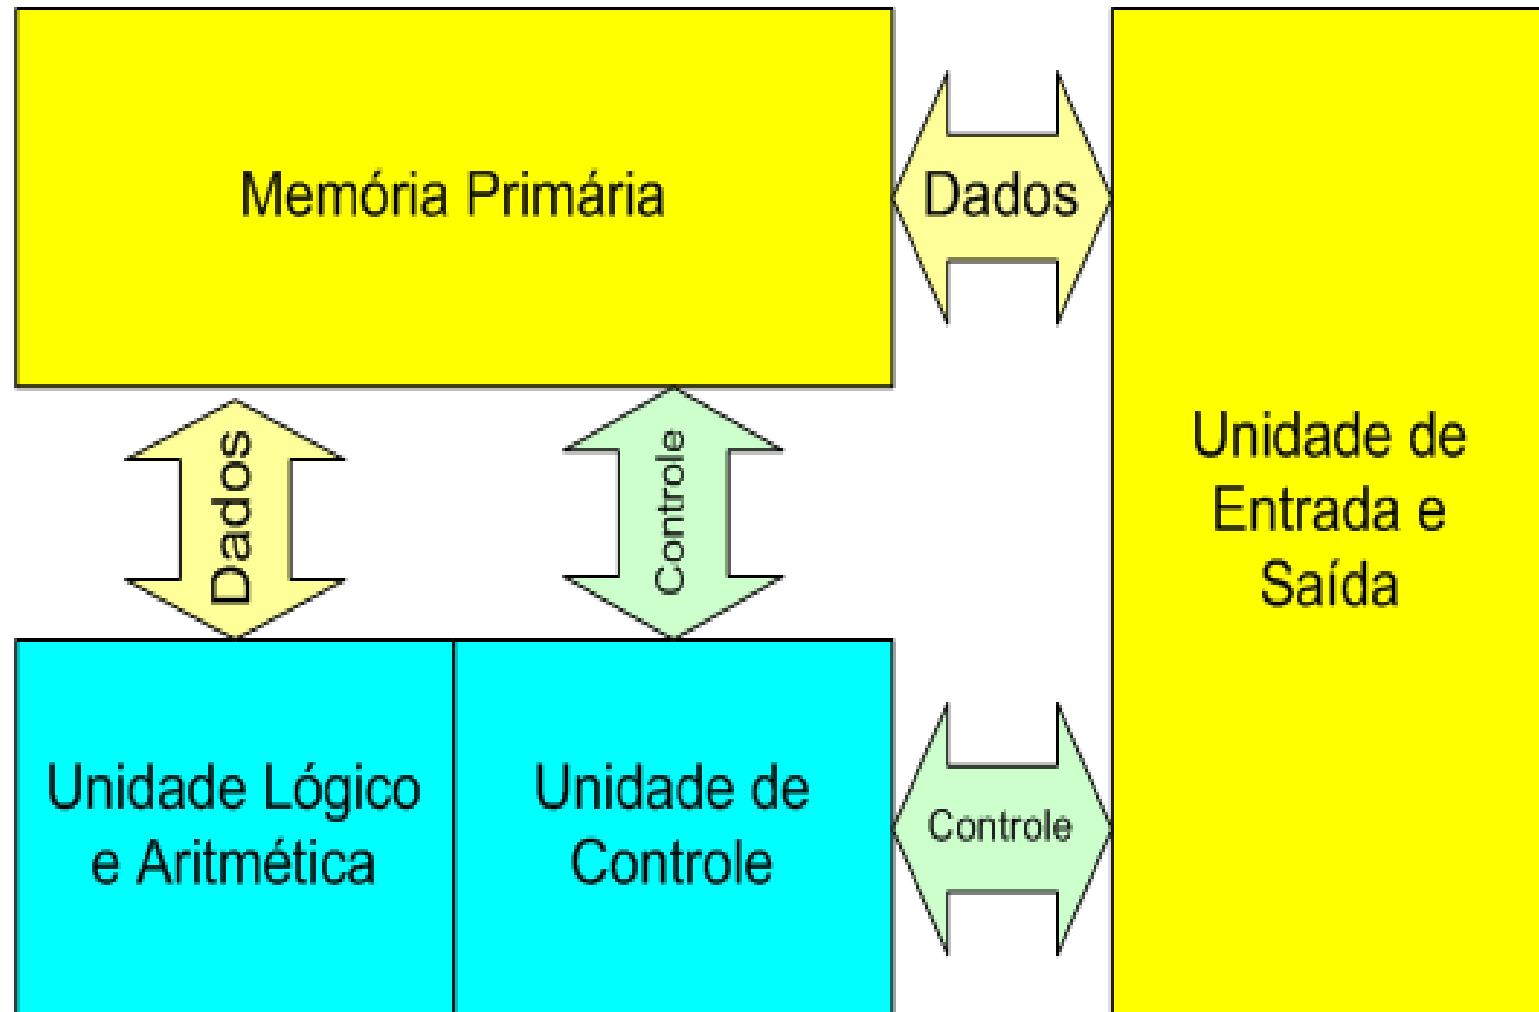 Memória Primária
Dados
Dados
Controle
Unidade de
Entrada e
Saída
Unidade Lógico
e Aritmética
Unidade de
Controle
Controle